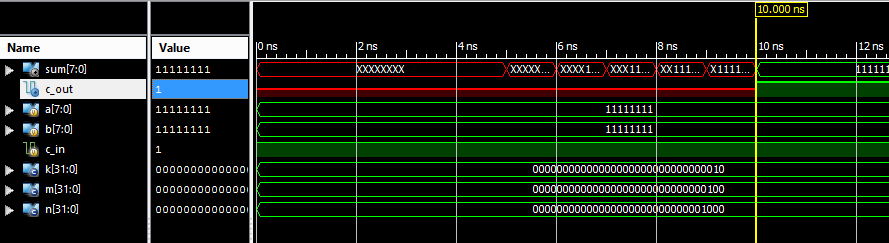 10.000 ns
Name Value 0 ns 2 ns 4 ns 6 ns 8 ns 10 ns 12 ns
sum[7:0] 11111111 XXXXXXXX XXXXX... XXXX1... XXX11... XX111... X1111... 111111
c_out 1
a[7:0] 11111111 11111111
b[7:0] 11111111 11111111
c_in 1
k[31:0] 00000000000000 00000000000000000000000000000010
m[31:0] 00000000000000 00000000000000000000000000000100
n[31:0] 00000000000000 00000000000000000000000000001000